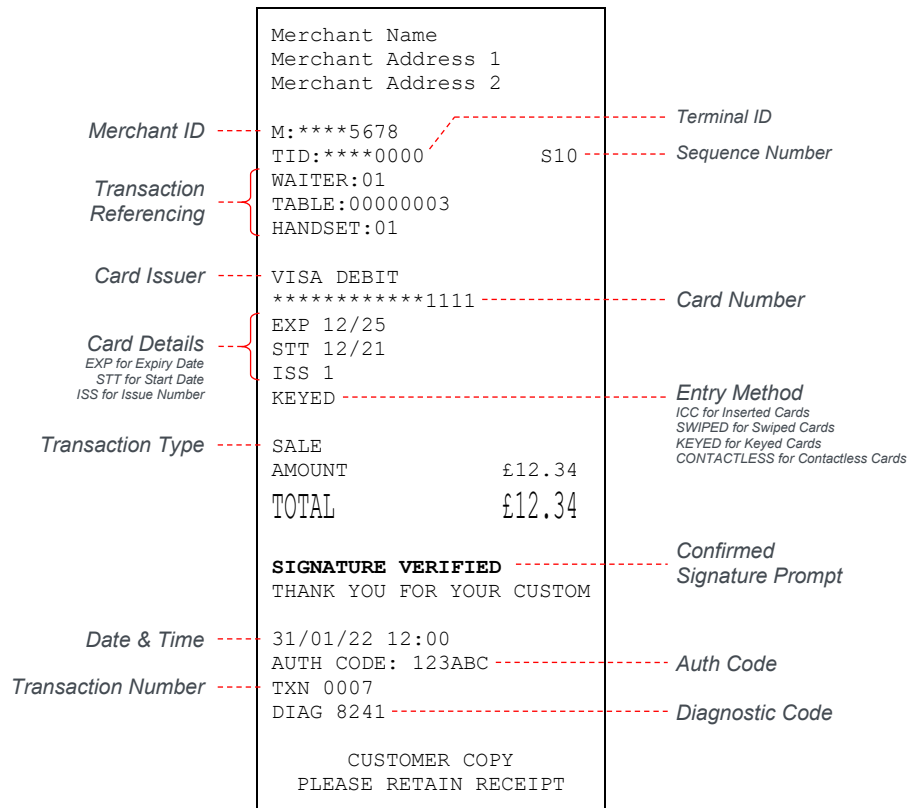 Merchant Name
Merchant Address 1
Merchant Address 2
Merchant ID M:****5678 Terminal ID
TID:****0000 S10 Sequence Number
Transaction Referencing
WAITER:01
TABLE:00000003
HANDSET:01
Card Issuer VISA DEBIT
************1111 Card Number
Card Details
EXP for Expiry Date
STT for Start Date
ISS for Issue Number
EXP 12/25
STT 12/21
ISS 1
KEYED Entry Method
ICC for Inserted Cards
SWIPED for Swiped Cards
KEYED for Keyed Cards
CONTACTLESS for Contactless Cards
Transaction Type SALE
AMOUNT £12.34
TOTAL £12.34
SIGNATURE VERIFIED
Confirmed
Signature Prompt
THANK YOU FOR YOUR CUSTOM
Date & Time 31/01/22 12:00
AUTH CODE: 123ABC Auth Code
Transaction Number TXN 0007
DIAG 8241 Diagnostic Code
CUSTOMER COPY
PLEASE RETAIN RECEIPT